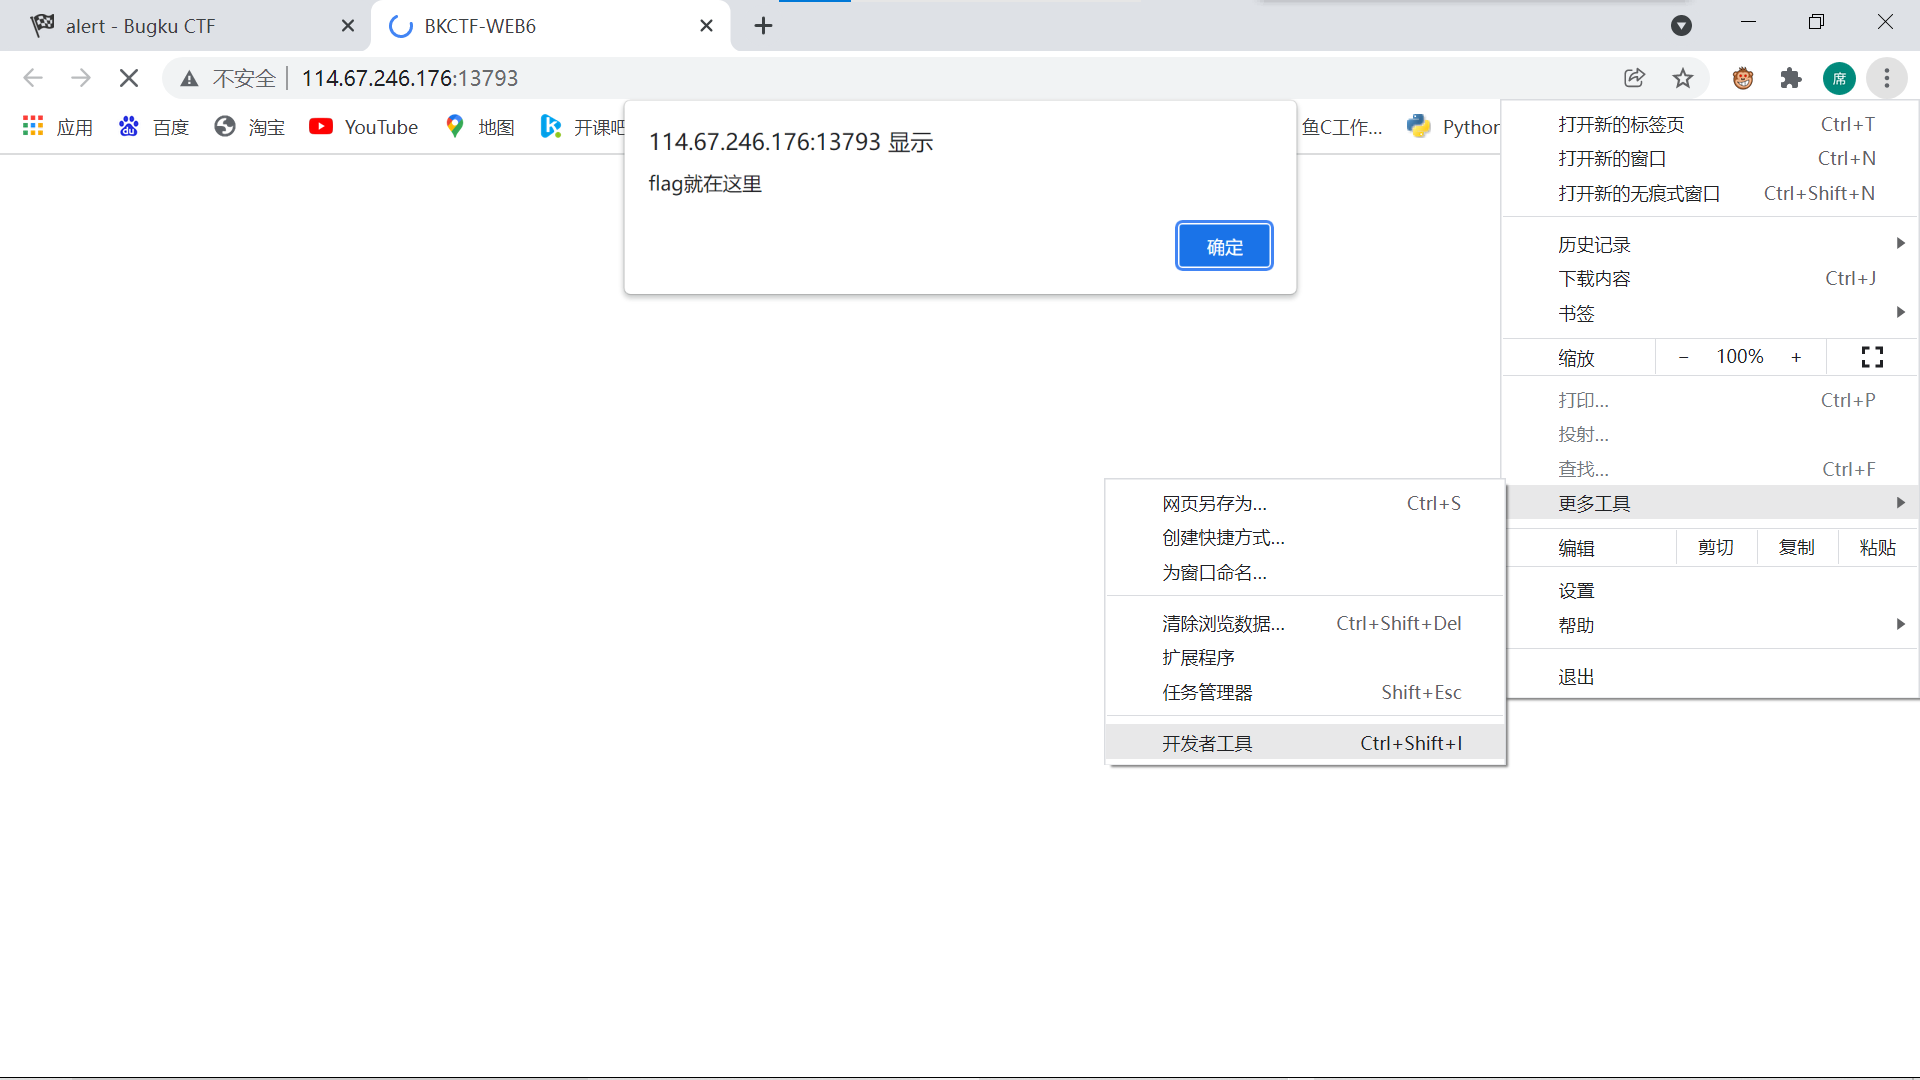 alert - Bugku CTF
BKCTF-WEB6
不安全
114.67.246.176:13793
席
应用
百度
淘宝
YouTube
地图
开课吧
鱼C工作...
Python
114.67.246.176:13793 显示
flag就在这里
确定
打开新的标签页 Ctrl+T
打开新的窗口 Ctrl+N
打开新的无痕式窗口 Ctrl+Shift+N
历史记录
下载内容 Ctrl+J
书签
缩放 − 100% +
打印... Ctrl+P
投射...
查找... Ctrl+F
更多工具
编辑 剪切 复制 粘贴
设置
帮助
退出
网页另存为... Ctrl+S
创建快捷方式...
为窗口命名...
清除浏览数据... Ctrl+Shift+Del
扩展程序
任务管理器 Shift+Esc
开发者工具 Ctrl+Shift+I